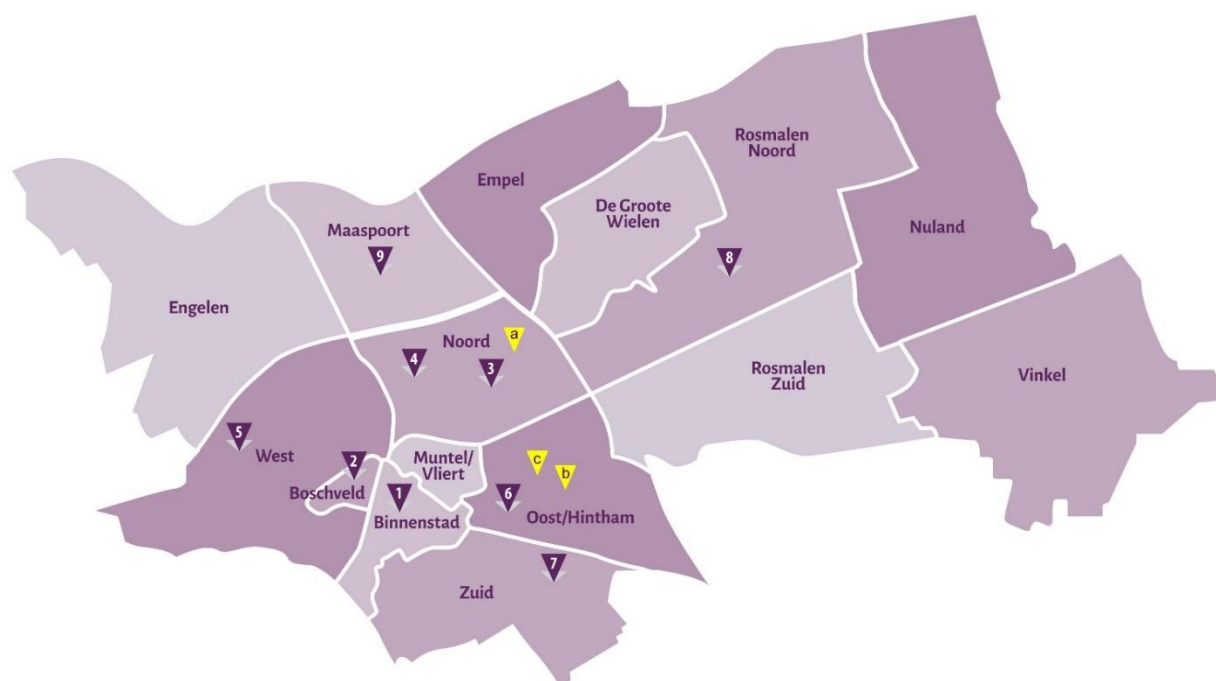 Rosmalen
Noord
Empel
De Groote
Wielen
Nuland
Maaspoort
9
8
Engelen
Noord
a
4
3
Rosmalen
Zuid
Vinkel
5
West
2
Boschveld
Muntel/
Vliert
c
b
1
Binnenstad
6
Oost/Hintham
7
Zuid